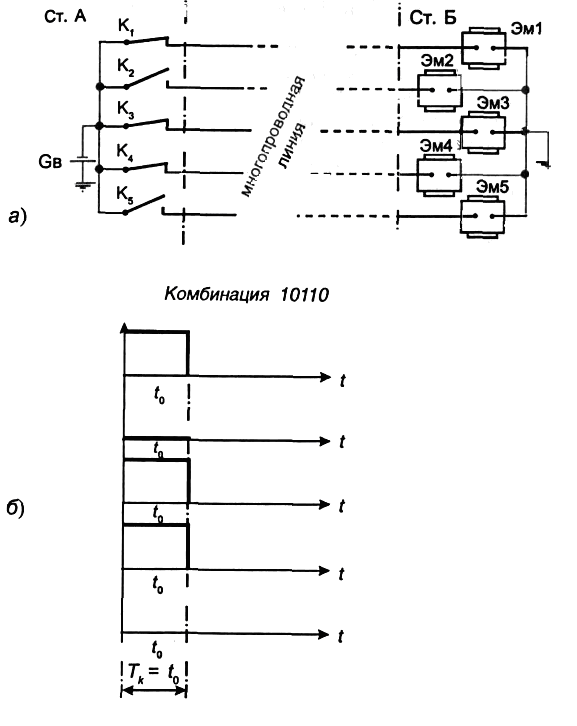 Ст. А
Ст. Б
K₁
K₂
K₃
K₄
K₅
Gв
многопроводная
линия
Эм1
Эм2
Эм3
Эм4
Эм5
а)
Комбинация 10110
t₀
t
t₀
t
t₀
t
t₀
t
t₀
t
б)
Tₖ = t₀